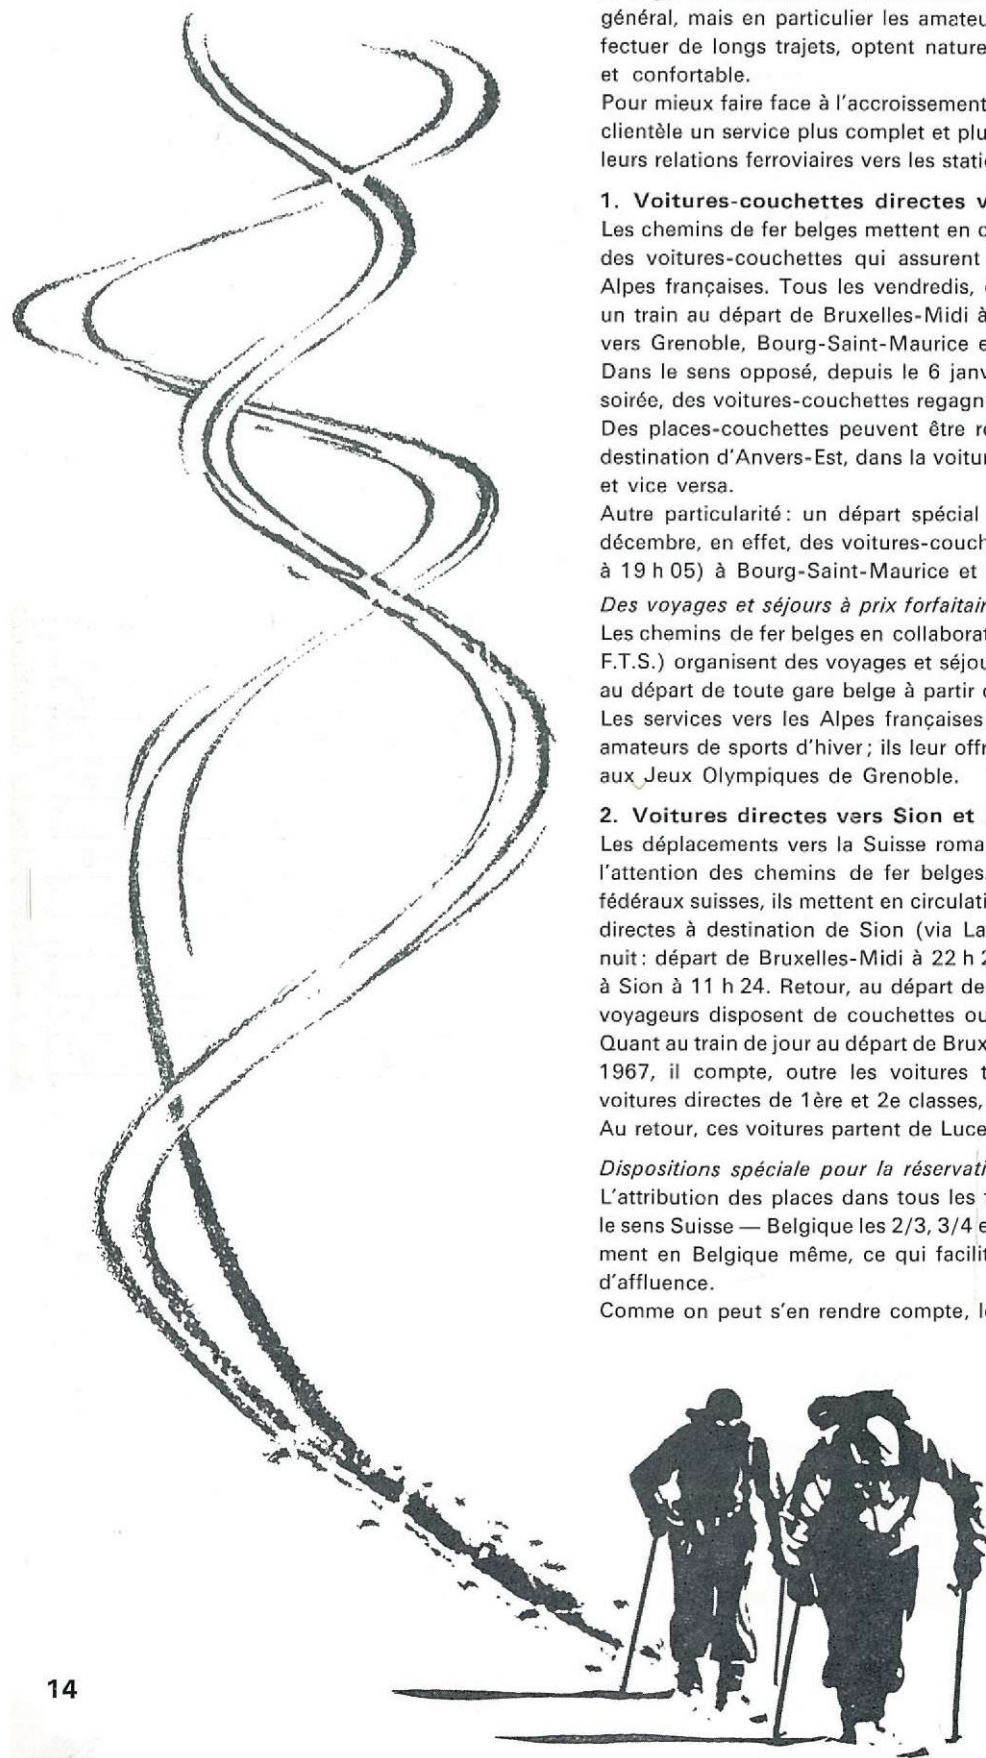 général, mais en particulier les amateu
fectuer de longs trajets, optent nature
et confortable.
Pour mieux faire face à l'accroissement
clientèle un service plus complet et plu
leurs relations ferroviaires vers les stati
1. Voitures-couchettes directes v
Les chemins de fer belges mettent en c
des voitures-couchettes qui assurent
Alpes françaises. Tous les vendredis,
un train au départ de Bruxelles-Midi à
vers Grenoble, Bourg-Saint-Maurice e
Dans le sens opposé, depuis le 6 janv
soirée, des voitures-couchettes regagn
Des places-couchettes peuvent être r
destination d'Anvers-Est, dans la voitur
et vice versa.
Autre particularité: un départ spécial
décembre, en effet, des voitures-couch
à 19 h 05) à Bourg-Saint-Maurice et
Des voyages et séjours à prix forfaitair
Les chemins de fer belges en collaborat
F.T.S.) organisent des voyages et séjou
au départ de toute gare belge à partir
Les services vers les Alpes françaises
amateurs de sports d'hiver; ils leur offr
aux Jeux Olympiques de Grenoble.
2. Voitures directes vers Sion et
Les déplacements vers la Suisse roma
l'attention des chemins de fer belges.
fédéraux suisses, ils mettent en circulati
directes à destination de Sion (via La
nuit: départ de Bruxelles-Midi à 22 h 2
à Sion à 11 h 24. Retour, au départ de
voyageurs disposent de couchettes ou
Quant au train de jour au départ de Brux
1967, il compte, outre les voitures t
voitures directes de 1ère et 2e classes,
Au retour, ces voitures partent de Luce
Dispositions spéciale pour la réservati
L'attribution des places dans tous les
le sens Suisse — Belgique les 2/3, 3/4 e
ment en Belgique même, ce qui facilit
d'affluence.
Comme on peut s'en rendre compte, l
14